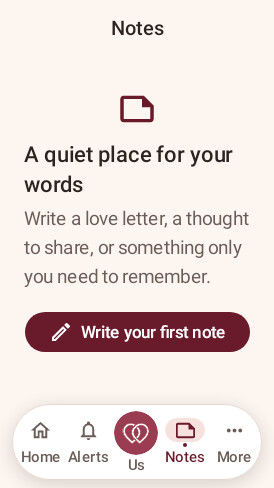 Notes
A quiet place for your
words
Write a love letter, a thought
to share, or something only
you need to remember.
Write your first note
Home
Alerts
Us
Notes
More